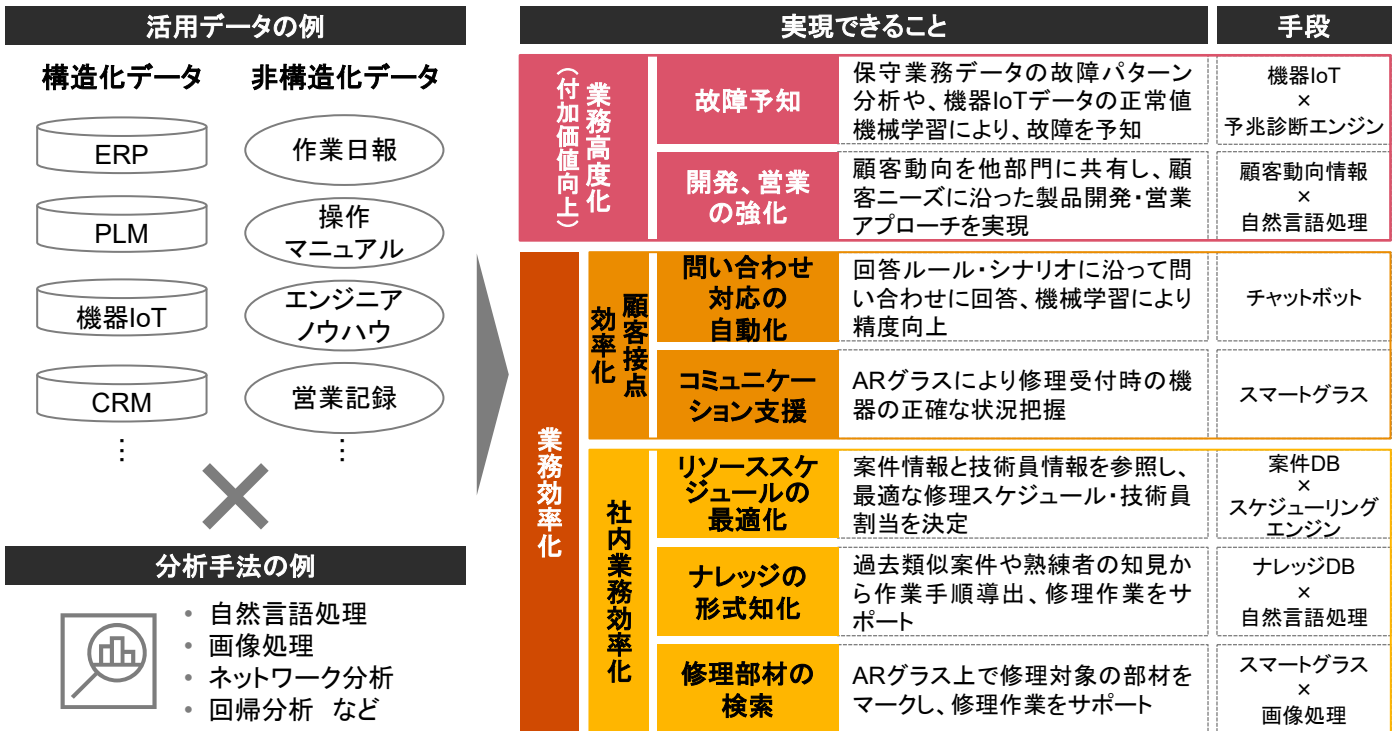 活用データの例
構造化データ
非構造化データ
ERP
PLM
機器IoT
CRM
⋮
作業日報
操作
マニュアル
エンジニア
ノウハウ
営業記録
⋮
分析手法の例
• 自然言語処理
• 画像処理
• ネットワーク分析
• 回帰分析 など
実現できること
手段
業務高度化
（付加価値向上）
故障予知
保守業務データの故障パターン
分析や、機器IoTデータの正常値
機械学習により、故障を予知
機器IoT
×
予兆診断エンジン
開発、営業
の強化
顧客動向を他部門に共有し、顧
客ニーズに沿った製品開発・営業
アプローチを実現
顧客動向情報
×
自然言語処理
業務効率化
顧客接点
効率化
問い合わせ
対応の
自動化
回答ルール・シナリオに沿って問
い合わせに回答、機械学習により
精度向上
チャットボット
コミュニケー
ション支援
ARグラスにより修理受付時の機
器の正確な状況把握
スマートグラス
社内業務効率化
リソーススケ
ジュールの
最適化
案件情報と技術員情報を参照し、
最適な修理スケジュール・技術員
割当を決定
案件DB
×
スケジューリング
エンジン
ナレッジの
形式知化
過去類似案件や熟練者の知見か
ら作業手順導出、修理作業をサ
ポート
ナレッジDB
×
自然言語処理
修理部材の
検索
ARグラス上で修理対象の部材を
マークし、修理作業をサポート
スマートグラス
×
画像処理